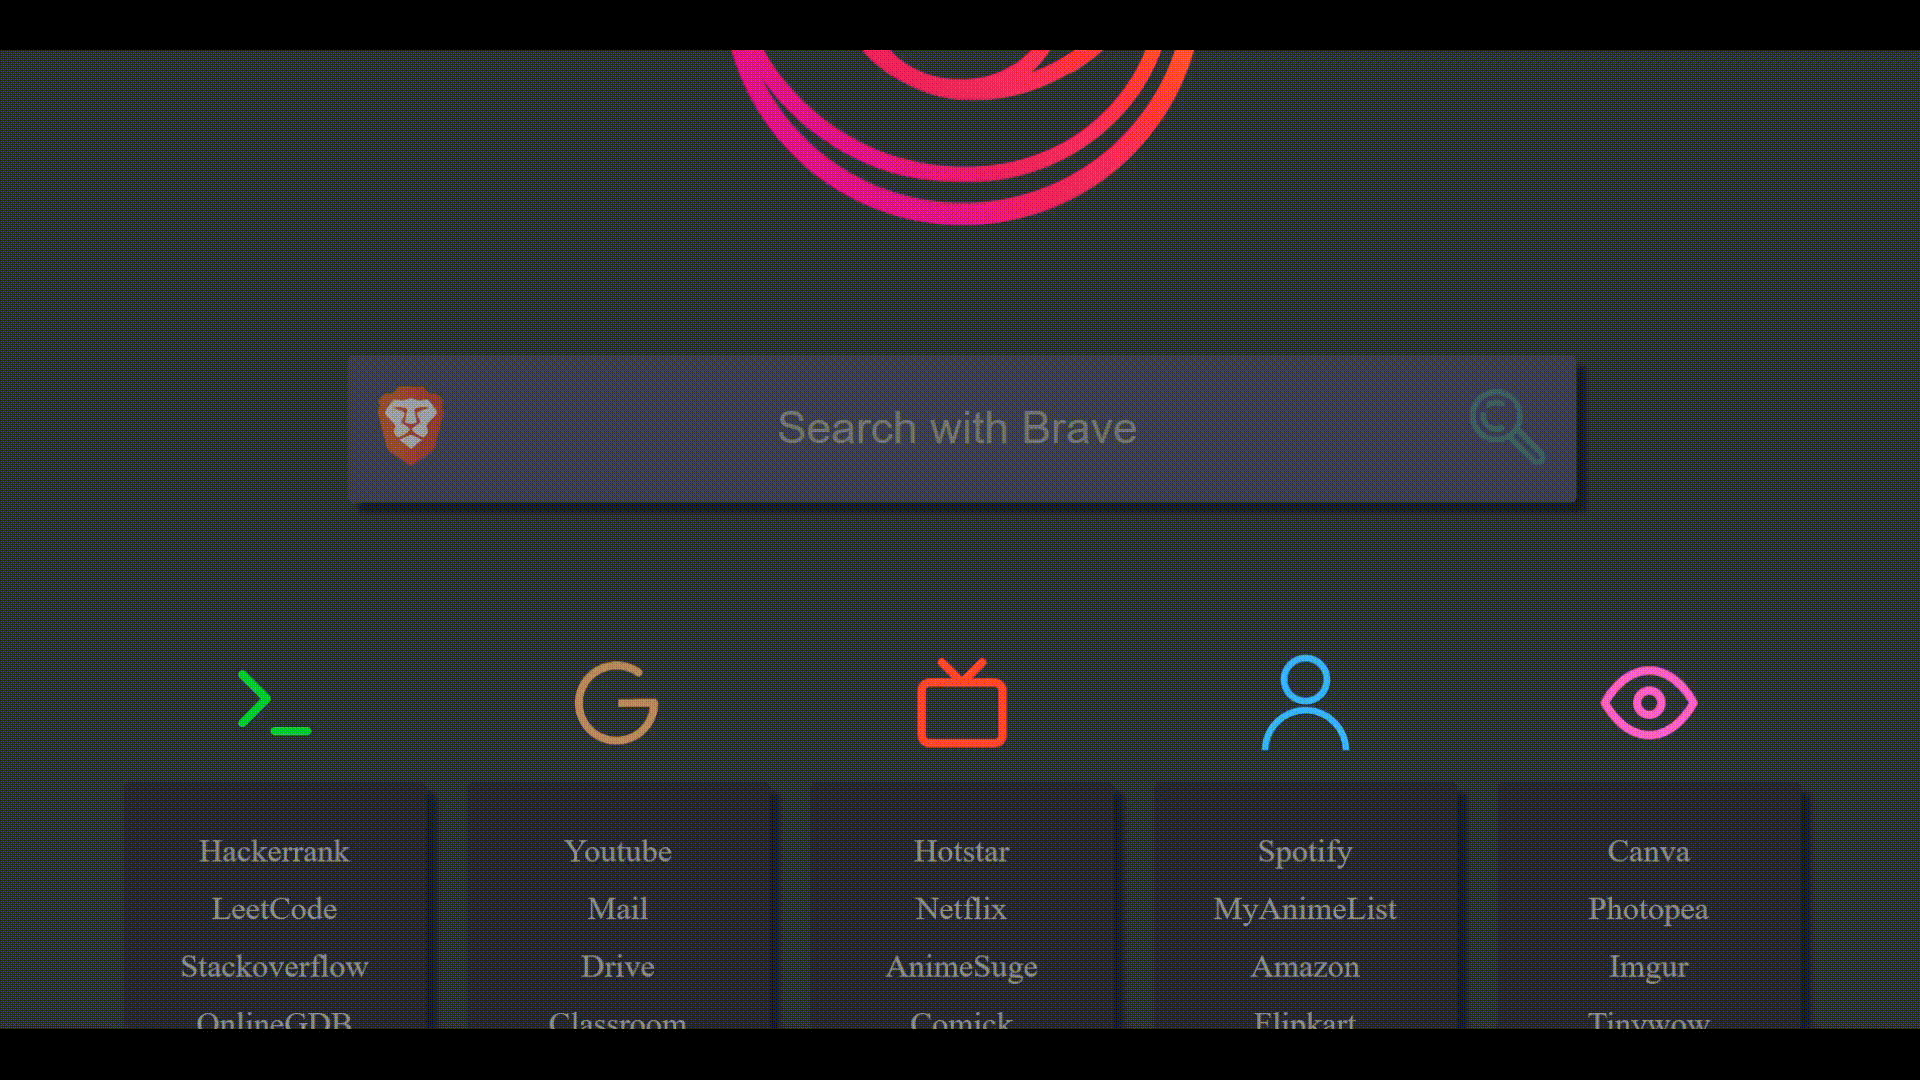 Search with Brave
Hackerrank
LeetCode
Stackoverflow
OnlineGDB
Youtube
Mail
Drive
Classroom
Hotstar
Netflix
AnimeSuge
Comick
Spotify
MyAnimeList
Amazon
Flipkart
Canva
Photopea
Imgur
Tinywow